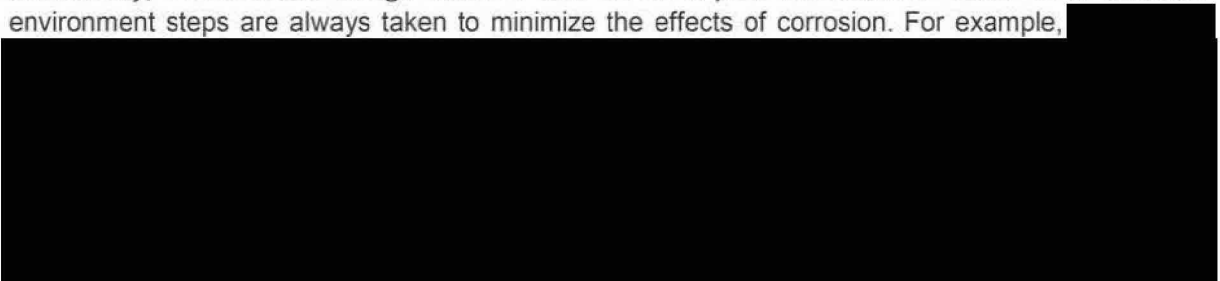 environment steps are always taken to minimize the effects of corrosion. For example,